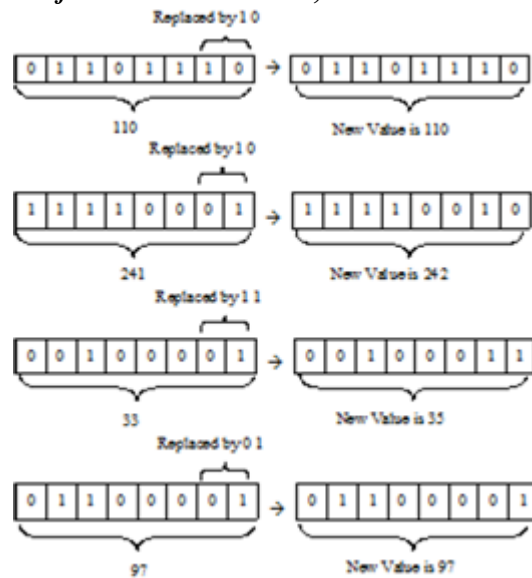 Replaced by 1 0
0 1 1 0 1 1 1 0 → 0 1 1 0 1 1 1 0
110 New Value is 110
Replaced by 1 0
1 1 1 1 0 0 0 1 → 1 1 1 1 0 0 1 0
241 New Value is 242
Replaced by 1 1
0 0 1 0 0 0 0 1 → 0 0 1 0 0 0 1 1
33 New Value is 35
Replaced by 0 1
0 1 1 0 0 0 0 1 → 0 1 1 0 0 0 0 1
97 New Value is 97